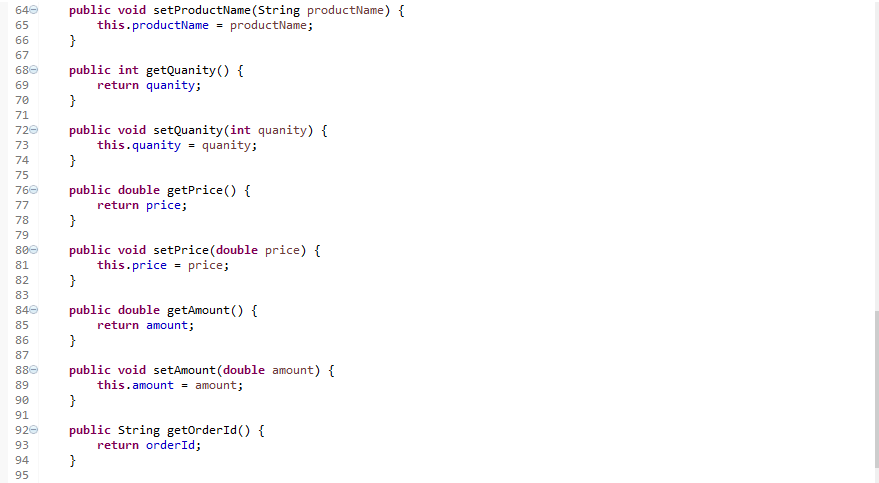 64 public void setProductName(String productName) {
65 this.productName = productName;
66 }
67
68 public int getQuanity() {
69 return quanity;
70 }
71
72 public void setQuanity(int quanity) {
73 this.quanity = quanity;
74 }
75
76 public double getPrice() {
77 return price;
78 }
79
80 public void setPrice(double price) {
81 this.price = price;
82 }
83
84 public double getAmount() {
85 return amount;
86 }
87
88 public void setAmount(double amount) {
89 this.amount = amount;
90 }
91
92 public String getOrderId() {
93 return orderId;
94 }
95